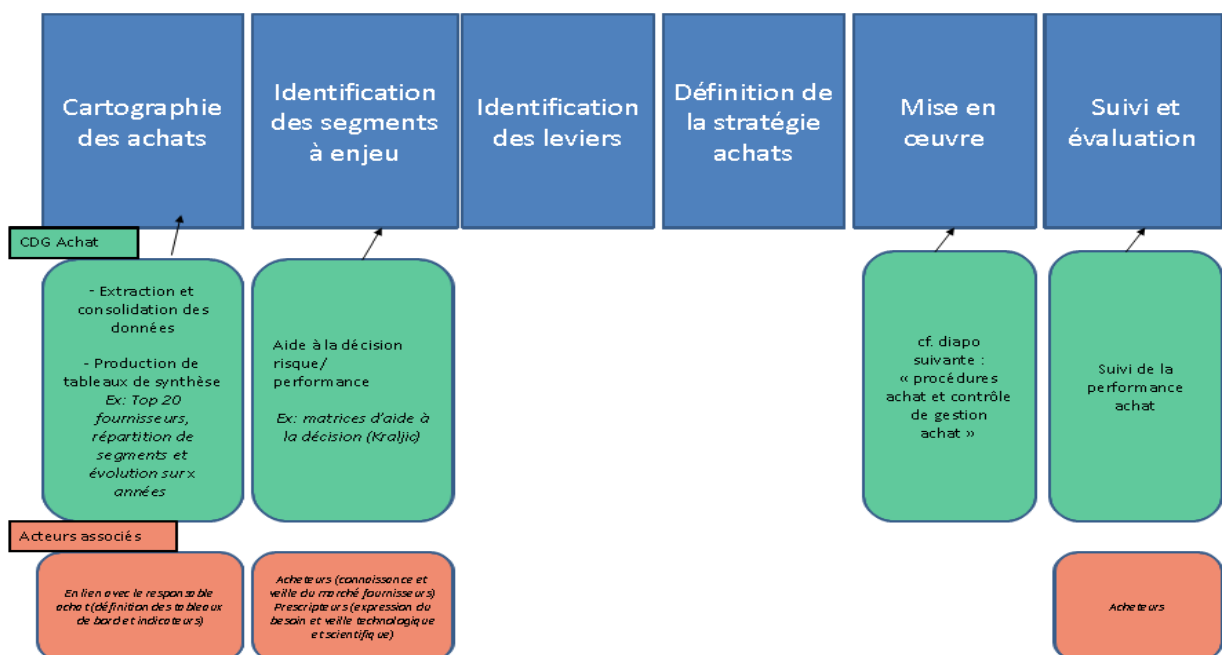 Cartographie
des achats
Identification
des segments
à enjeu
Identification
des leviers
Définition de
la stratégie
achats
Mise en
œuvre
Suivi et
évaluation
CDG Achat
- Extraction et
consolidation des
données
- Production de
tableaux de synthèse
Ex: Top 20
fournisseurs,
répartition de
segments et
évolution sur x
années
Aide à la décision
risque/
performance
Ex: matrices d’aide à
la décision (Kraljic)
cf. diapo
suivante :
« procédures
achat et contrôle
de gestion
achat »
Suivi de la
performance
achat
Acteurs associés
En lien avec le responsable
achat (définition des tableaux
de bord et indicateurs)
Acheteurs (connaissance et
veille du marché fournisseurs)
Prescripteurs (expression du
besoin et veille technologique
et scientifique)
Acheteurs